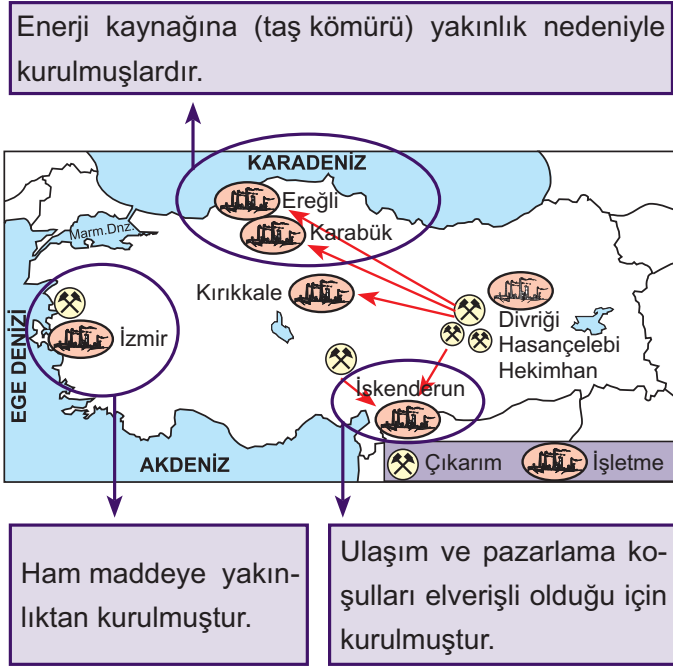 Enerji kaynağına (taş kömürü) yakınlık nedeniyle
kurulmuşlardır.
KARADENİZ
Ereğli
Marm.Dnz.
Karabük
Kırıkkale
Divriği
Hasançelebi
Hekimhan
EGE DENİZİ
İzmir
İskenderun
AKDENİZ
Çıkarım
İşletme
Ham maddeye yakın-
lıktan kurulmuştur.
Ulaşım ve pazarlama ko-
şulları elverişli olduğu için
kurulmuştur.